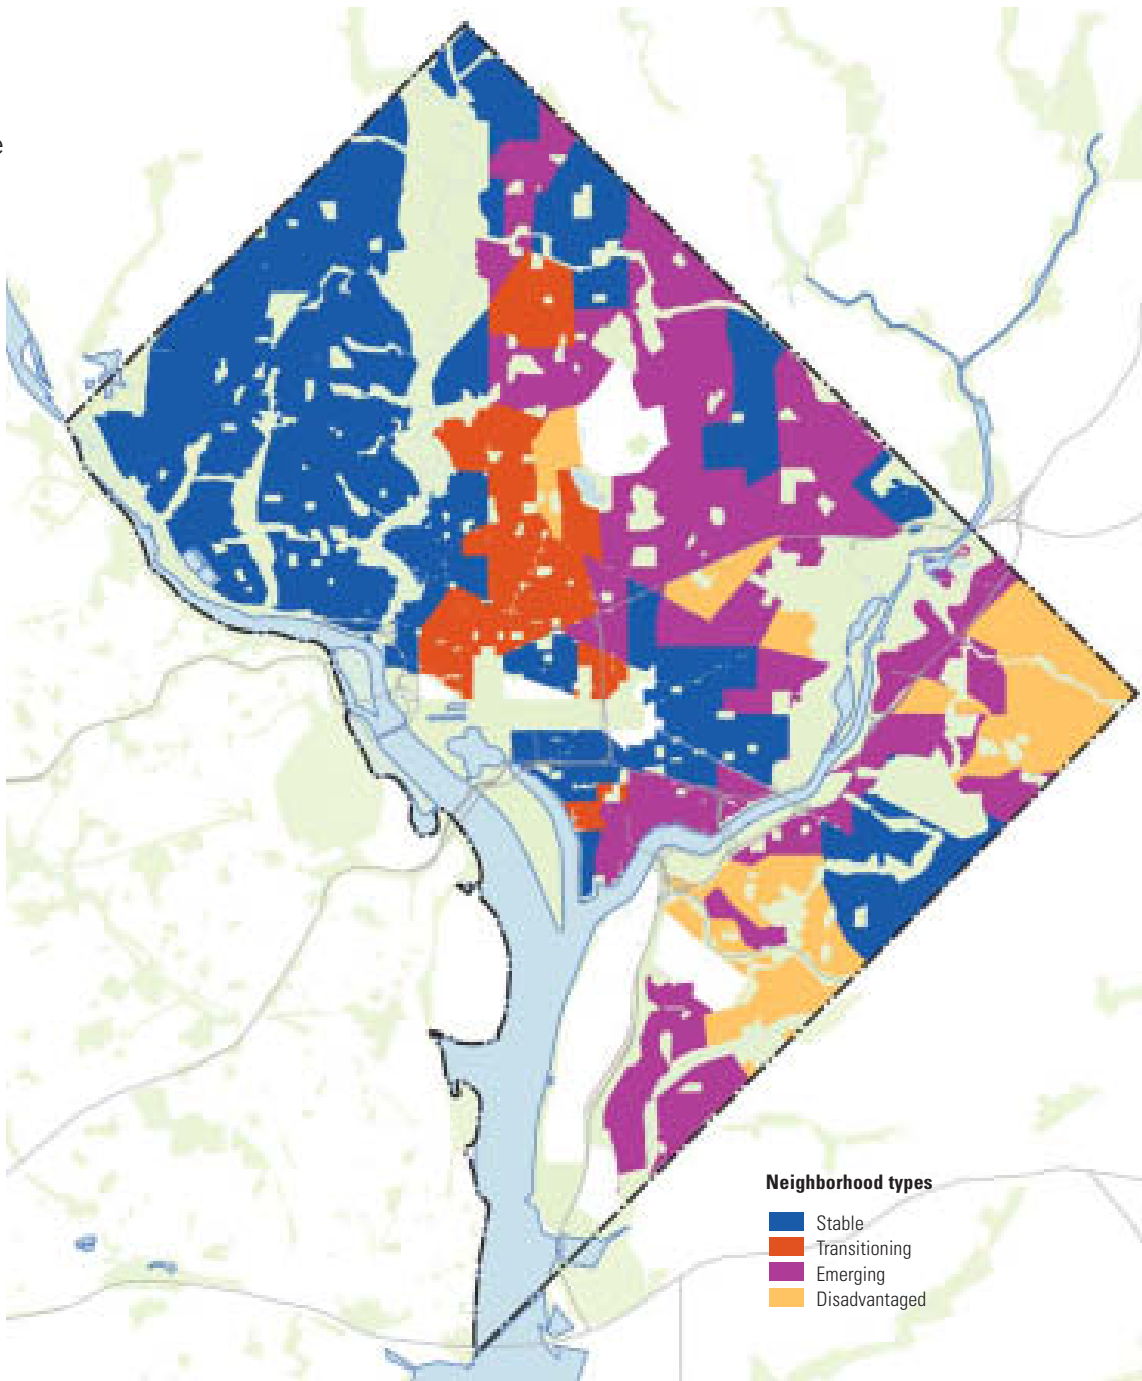 e
Neighborhood types
Stable
Transitioning
Emerging
Disadvantaged